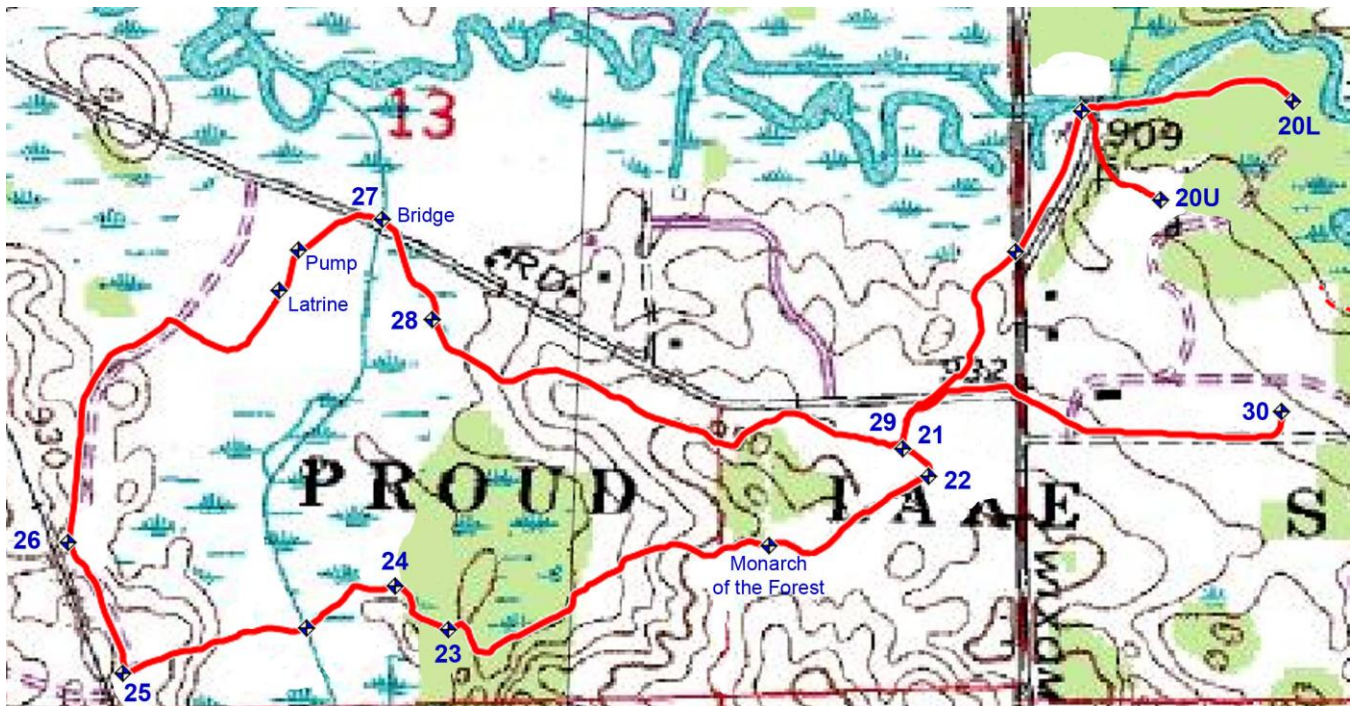 13
20L
909
27
Bridge
20U
Pump
RD
Latrine
28
932
30
29
21
930
22
PROUD LAKE S
26
24
Monarch
of the Forest
WIXOM
23
25